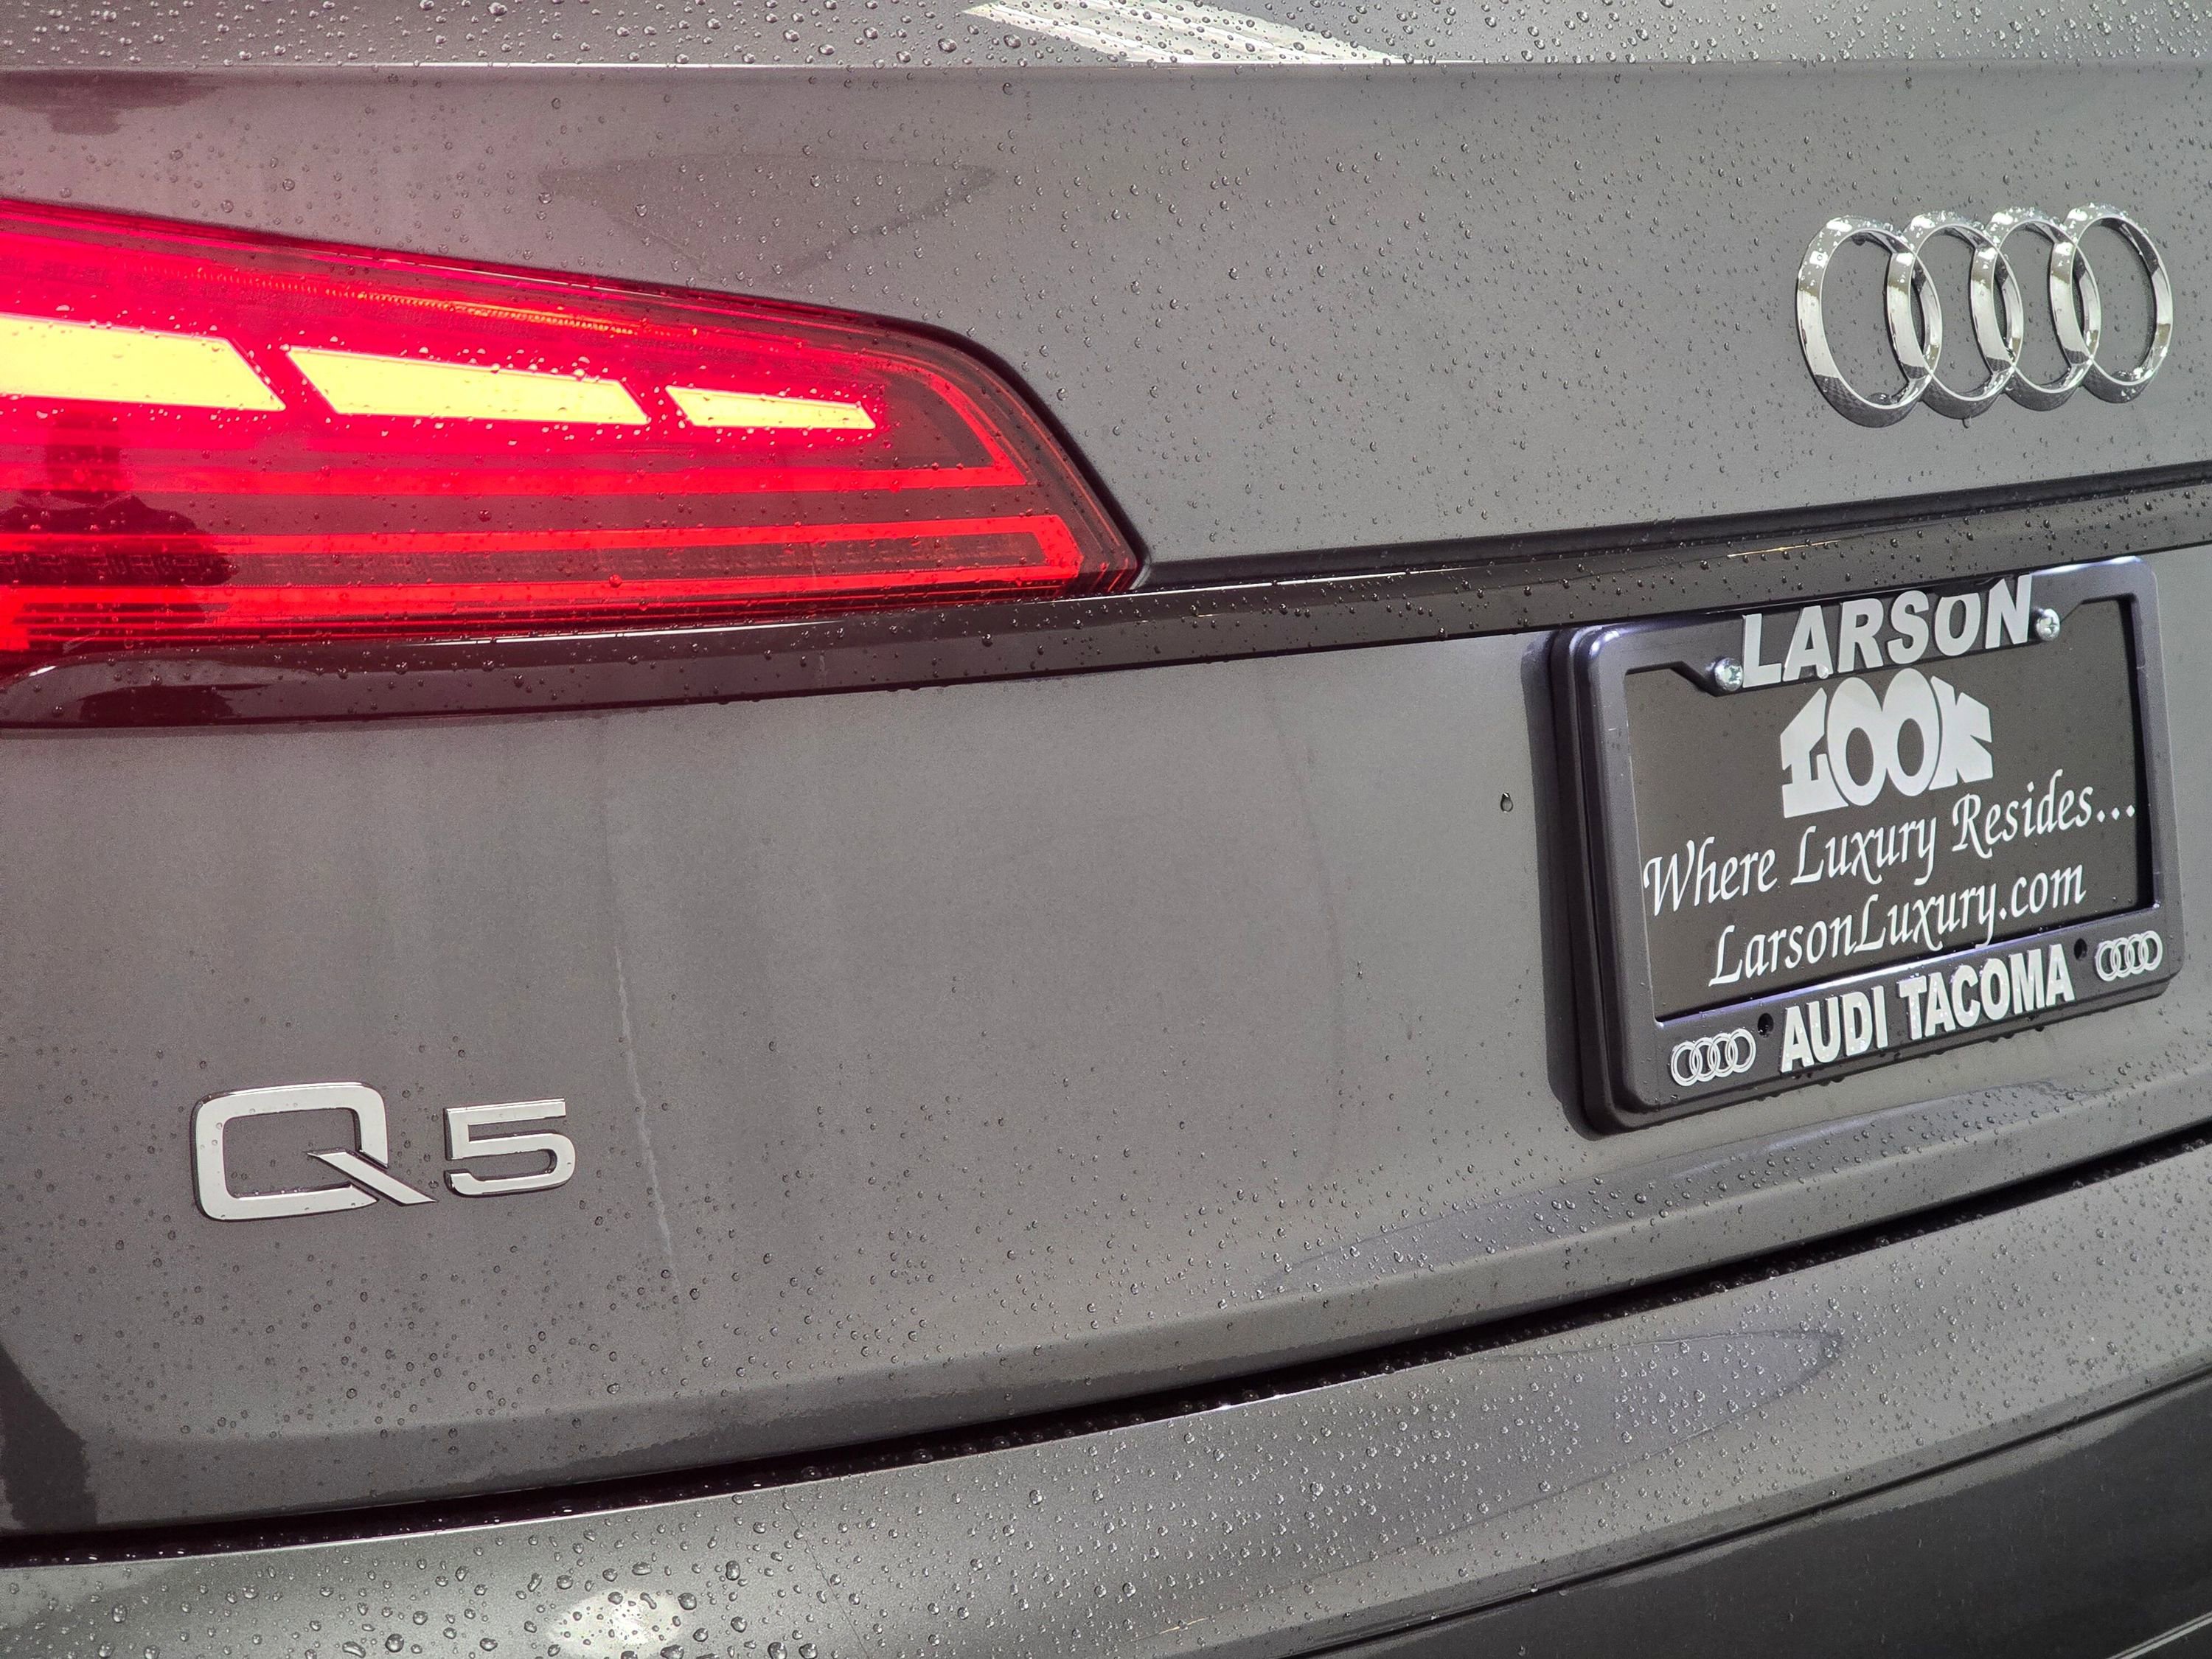 LARSON
LOOK
Where Luxury Resides...
LarsonLuxury.com
AUDI TACOMA
Q5